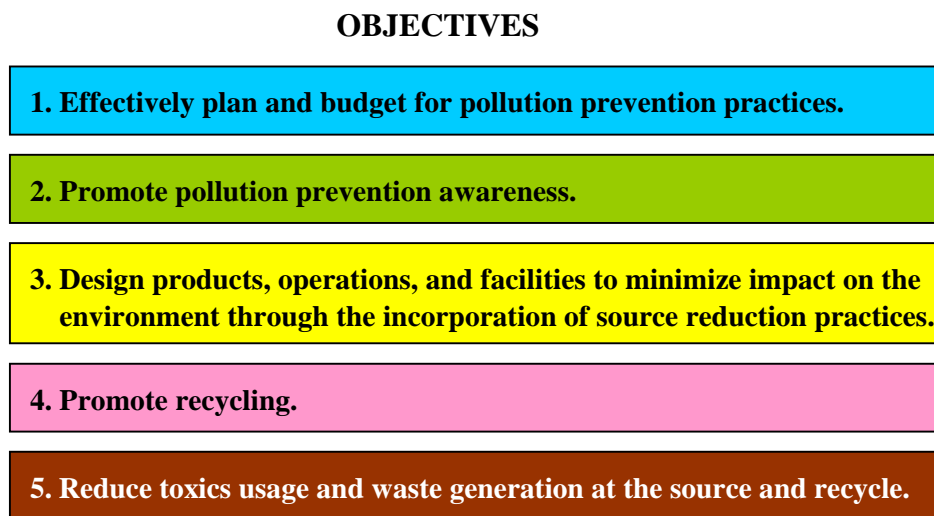 OBJECTIVES
1. Effectively plan and budget for pollution prevention practices.
2. Promote pollution prevention awareness.
3. Design products, operations, and facilities to minimize impact on the
environment through the incorporation of source reduction practices.
4. Promote recycling.
5. Reduce toxics usage and waste generation at the source and recycle.